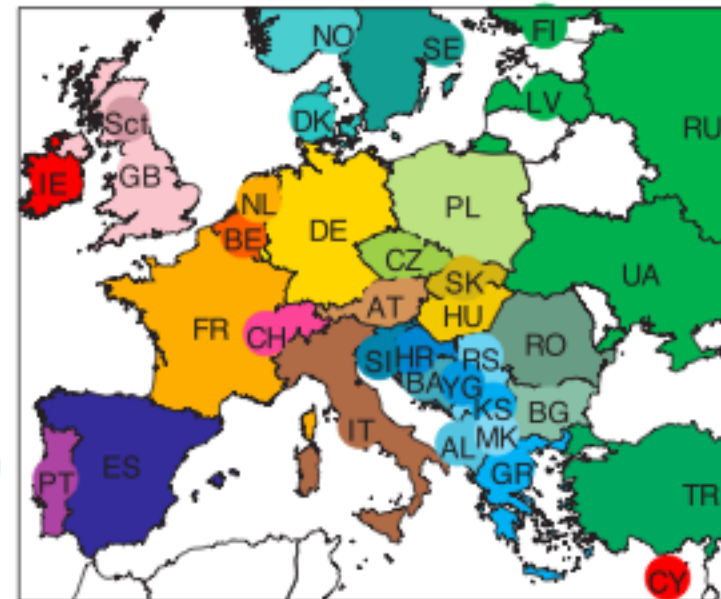 NO
FI
SE
LV
RU
Sct
DK
IE
GB
NL
PL
BE
DE
CZ
UA
SK
AT
HU
FR
CH
RO
SI
HR
RS
BA
YG
KS
BG
IT
AL
MK
ES
PT
GR
TR
CY